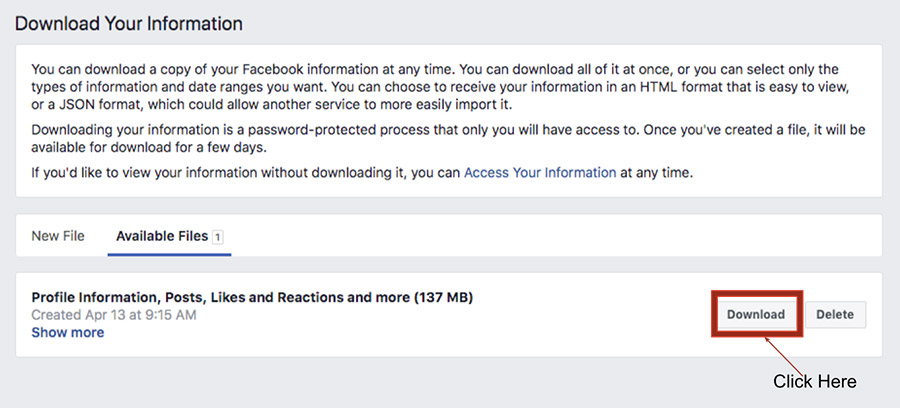 Download Your Information
You can download a copy of your Facebook information at any time. You can download all of it at once, or you can select only the
types of information and date ranges you want. You can choose to receive your information in an HTML format that is easy to view,
or a JSON format, which could allow another service to more easily import it.
Downloading your information is a password-protected process that only you will have access to. Once you've created a file, it will be
available for download for a few days.
If you'd like to view your information without downloading it, you can Access Your Information at any time.
New File Available Files 1
Profile Information, Posts, Likes and Reactions and more (137 MB)
Created Apr 13 at 9:15 AM
Show more
Download Delete
Click Here